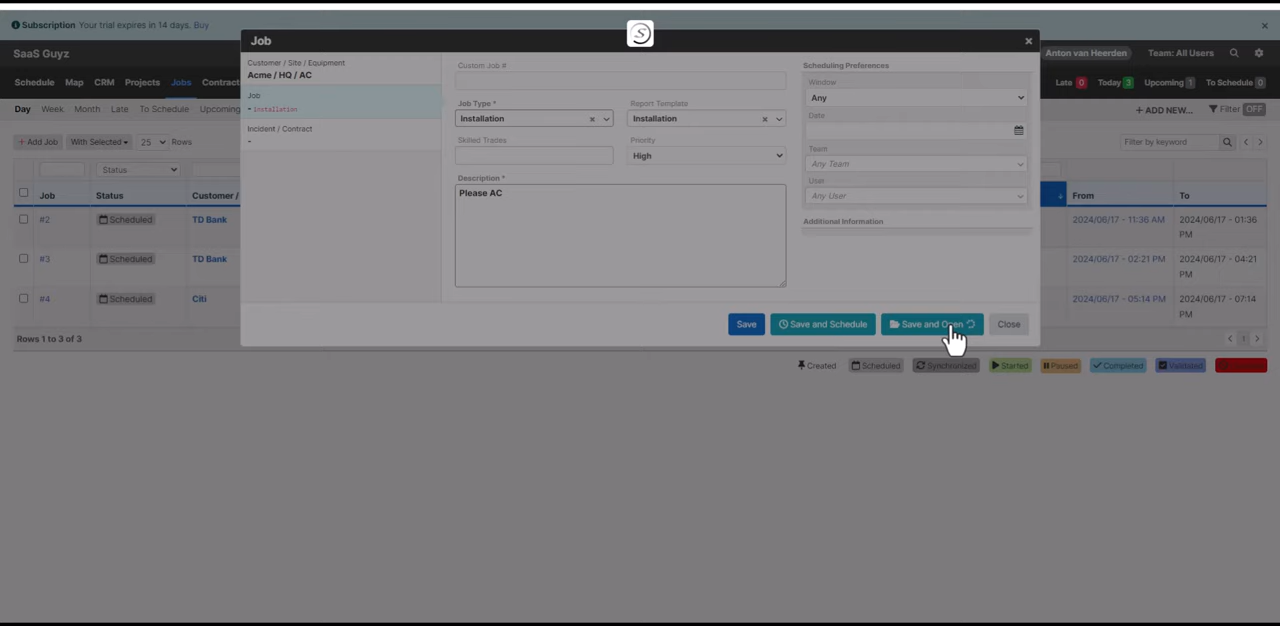 Subscription Your trial expires in 14 days. Buy
SaaS Guyz
Anton van Heerden Team: All Users
Schedule Map CRM Projects Jobs Contract
Late 0 Today 3 Upcoming 1 To Schedule 0
Day Week Month Late To Schedule Upcoming
+ ADD NEW... Filter OFF
+ Add Job With Selected 25 Rows
Filter by keyword
Status
Job Status Customer / From To
#2 Scheduled TD Bank 2024/06/17 - 11:36 AM 2024/06/17 - 01:36 PM
#3 Scheduled TD Bank 2024/06/17 - 02:21 PM 2024/06/17 - 04:21 PM
#4 Scheduled Citi 2024/06/17 - 05:14 PM 2024/06/17 - 07:14 PM
Rows 1 to 3 of 3
1
Created Scheduled Synchronized Started Paused Completed Validated
Job
Customer / Site / Equipment
Acme / HQ / AC
Job
- Installation
Incident / Contract
-
Custom Job #
Job Type * Report Template
Installation Installation
Skilled Trades Priority
High
Description *
Please AC
Scheduling Preferences
Window
Any
Date
Team
Any Team
User
Any User
Additional Information
Save Save and Schedule Save and Open Close